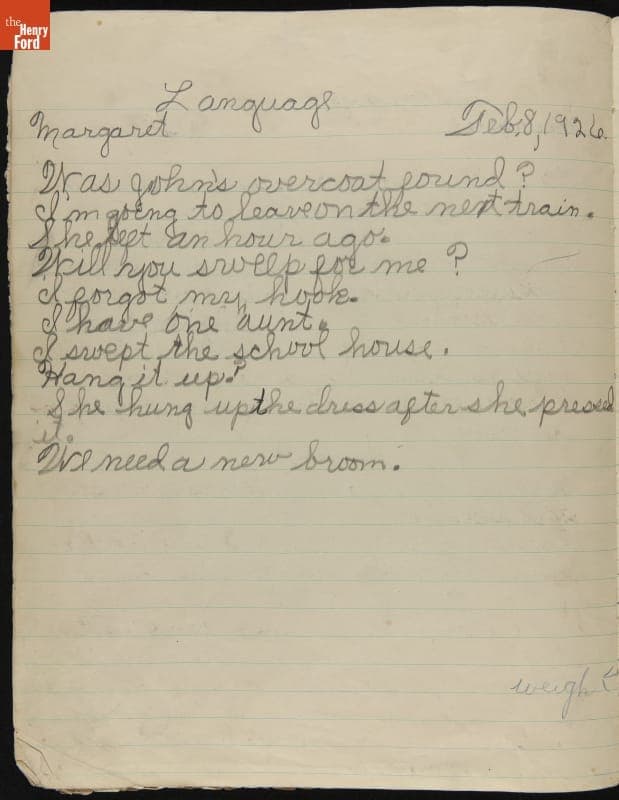 the
Henry
Ford
Language
Margaret Feb. 8, 1926.
Was John's overcoat found?
I'm going to leave on the next train.
She left an hour ago.
Will you sweep for me?
I forgot my book.
I have one aunt.
I swept the school house.
Hang it up.
She hung up the dress after she pressed
it.
We need a new broom.
weigh